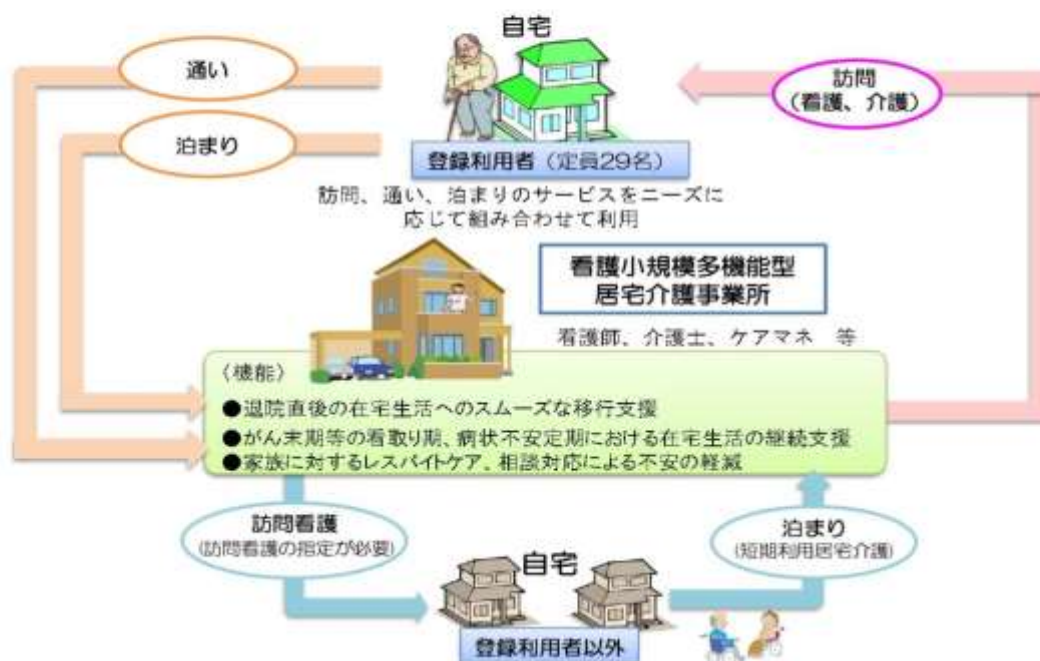 自宅
通い
訪問
(看護、介護)
泊まり
登録利用者(定員29名)
訪問、通い、泊まりのサービスをニーズに
応じて組み合わせて利用
看護小規模多機能型
居宅介護事業所
看護師、介護士、ケアマネ 等
〈機能〉
●退院直後の在宅生活へのスムーズな移行支援
●がん末期等の看取り期、病状不安定期における在宅生活の継続支援
●家族に対するレスパイトケア、相談対応による不安の軽減
訪問看護
(訪問看護の指定が必要)
泊まり
(短期利用居宅介護)
自宅
登録利用者以外